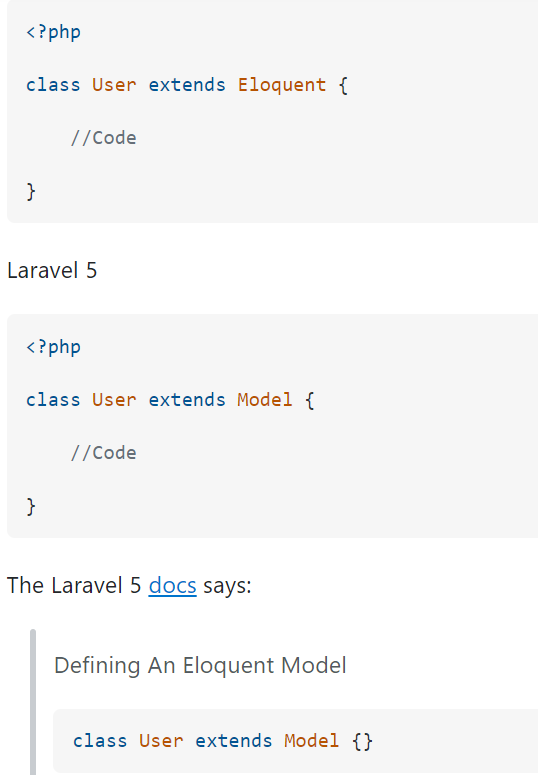 <?php
class User extends Eloquent {
//Code
}
Laravel 5
<?php
class User extends Model {
//Code
}
The Laravel 5 docs says:
Defining An Eloquent Model
class User extends Model {}